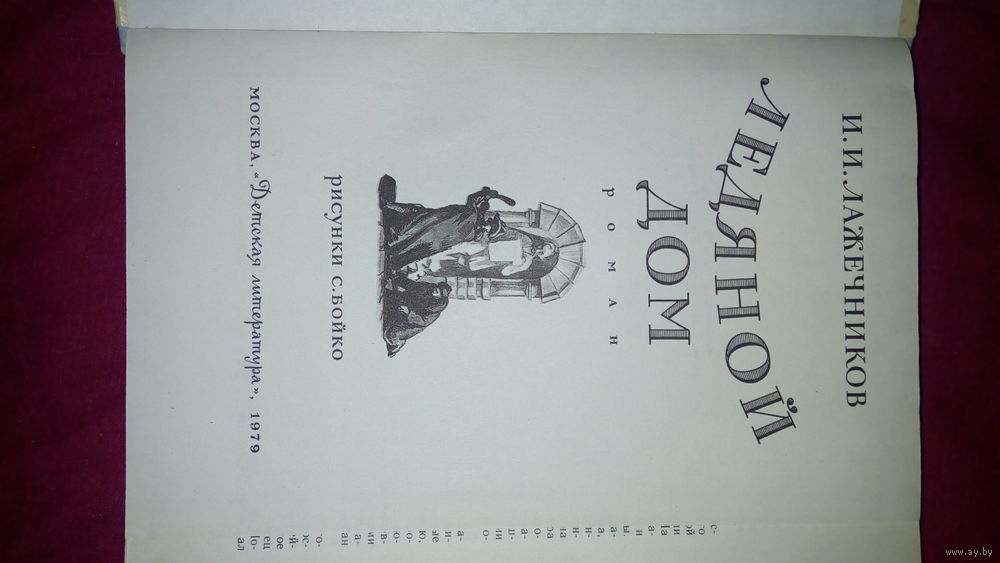 И. И. ЛАЖЕЧНИКОВ
ЛЕДЯНОЙ
ДОМ
роман
рисунки С. БОЙКО
МОСКВА, «Детская литература», 1979
www.ay.by